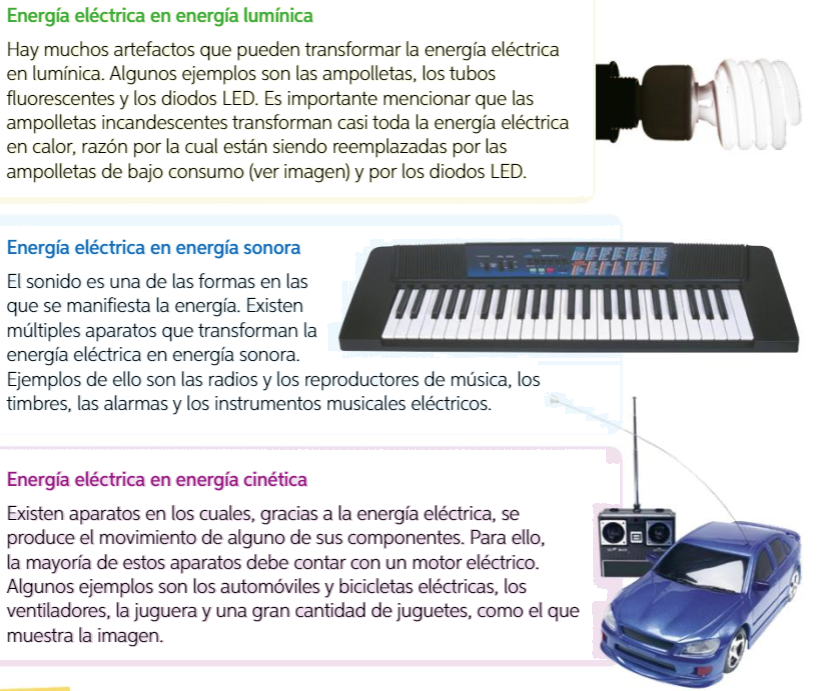 Energía eléctrica en energía lumínica
Hay muchos artefactos que pueden transformar la energía eléctrica
en lumínica. Algunos ejemplos son las ampolletas, los tubos
fluorescentes y los diodos LED. Es importante mencionar que las
ampolletas incandescentes transforman casi toda la energía eléctrica
en calor, razón por la cual están siendo reemplazadas por las
ampolletas de bajo consumo (ver imagen) y por los diodos LED.
Energía eléctrica en energía sonora
El sonido es una de las formas en las
que se manifiesta la energía. Existen
múltiples aparatos que transforman la
energía eléctrica en energía sonora.
Ejemplos de ello son las radios y los reproductores de música, los
timbres, las alarmas y los instrumentos musicales eléctricos.
Energía eléctrica en energía cinética
Existen aparatos en los cuales, gracias a la energía eléctrica, se
produce el movimiento de alguno de sus componentes. Para ello,
la mayoría de estos aparatos debe contar con un motor eléctrico.
Algunos ejemplos son los automóviles y bicicletas eléctricas, los
ventiladores, la juguera y una gran cantidad de juguetes, como el que
muestra la imagen.